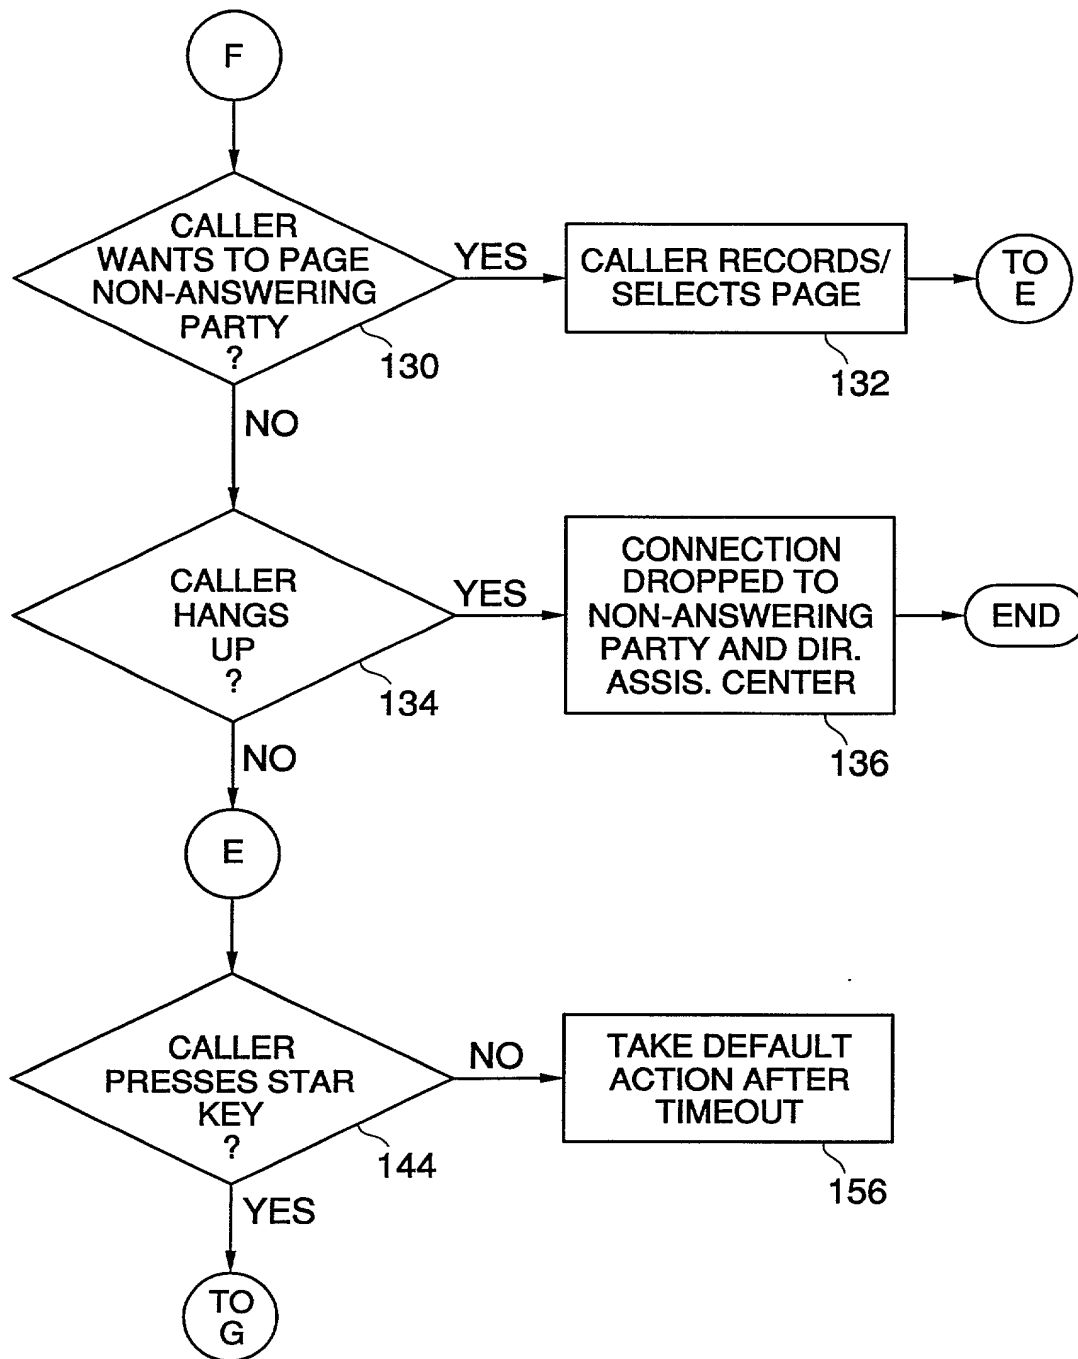 F
CALLER
WANTS TO PAGE
NON-ANSWERING
PARTY
?
130
YES
CALLER RECORDS/
SELECTS PAGE
132
TO
E
NO
CALLER
HANGS
UP
?
134
YES
CONNECTION
DROPPED TO
NON-ANSWERING
PARTY AND DIR.
ASSIS. CENTER
136
END
NO
E
CALLER
PRESSES STAR
KEY
?
144
NO
TAKE DEFAULT
ACTION AFTER
TIMEOUT
156
YES
TO
G